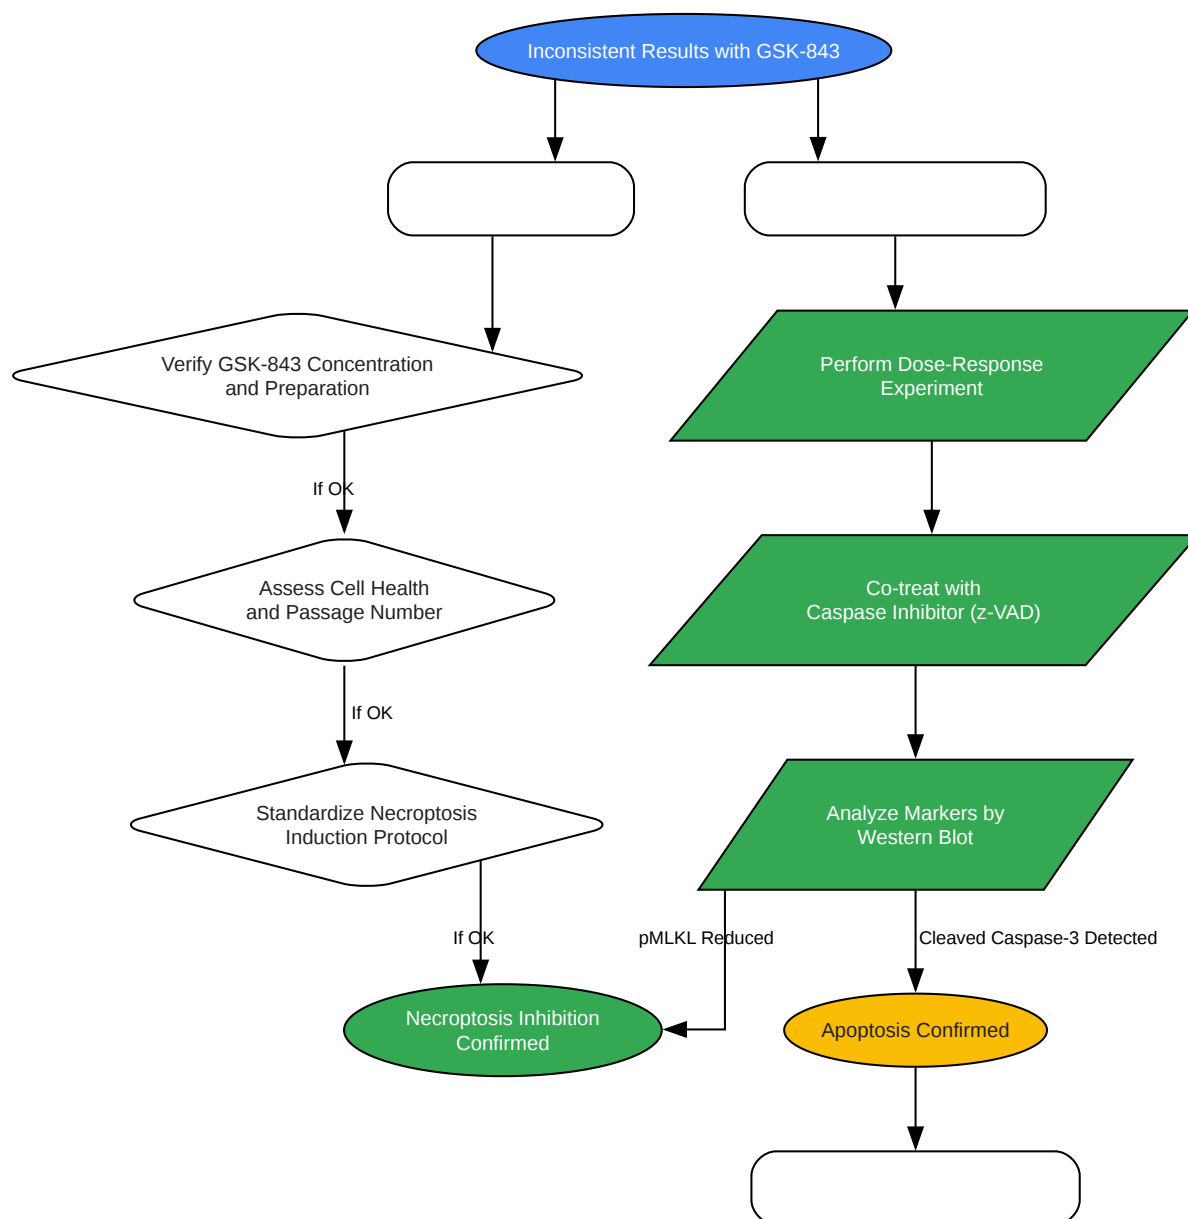 Inconsistent Results with GSK-843
Verify GSK-843 Concentration
and Preparation
Perform Dose-Response
Experiment
If OK
Assess Cell Health
and Passage Number
Co-treat with
Caspase Inhibitor (z-VAD)
If OK
Standardize Necroptosis
Induction Protocol
Analyze Markers by
Western Blot
If OK
pMLKL Reduced
Cleaved Caspase-3 Detected
Necroptosis Inhibition
Confirmed
Apoptosis Confirmed